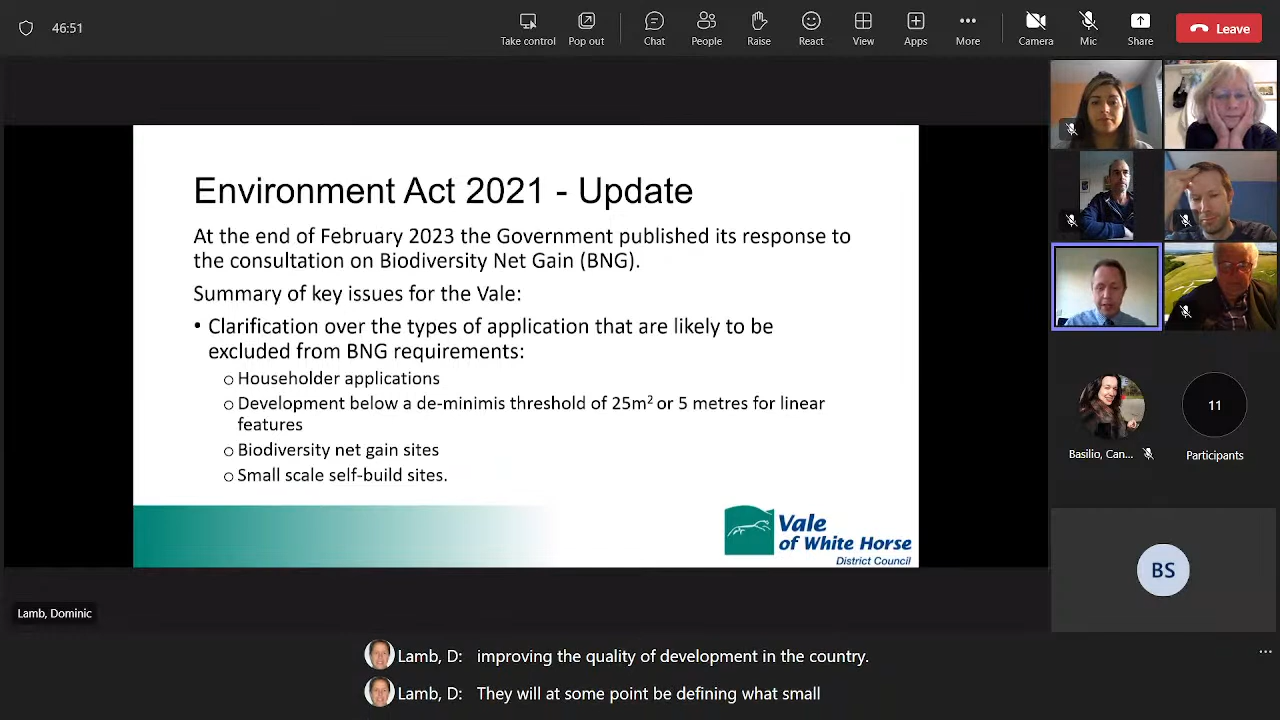 46:51
Take control
Pop out
Chat
People
Raise
React
View
Apps
More
Camera
Mic
Share
Leave
Environment Act 2021 - Update
At the end of February 2023 the Government published its response to
the consultation on Biodiversity Net Gain (BNG).
Summary of key issues for the Vale:
• Clarification over the types of application that are likely to be
excluded from BNG requirements:
o Householder applications
o Development below a de-minimis threshold of 25m² or 5 metres for linear
features
o Biodiversity net gain sites
o Small scale self-build sites.
Vale
of White Horse
District Council
11
Basilio, Can...
Participants
BS
Lamb, Dominic
Lamb, D: improving the quality of development in the country.
Lamb, D: They will at some point be defining what small